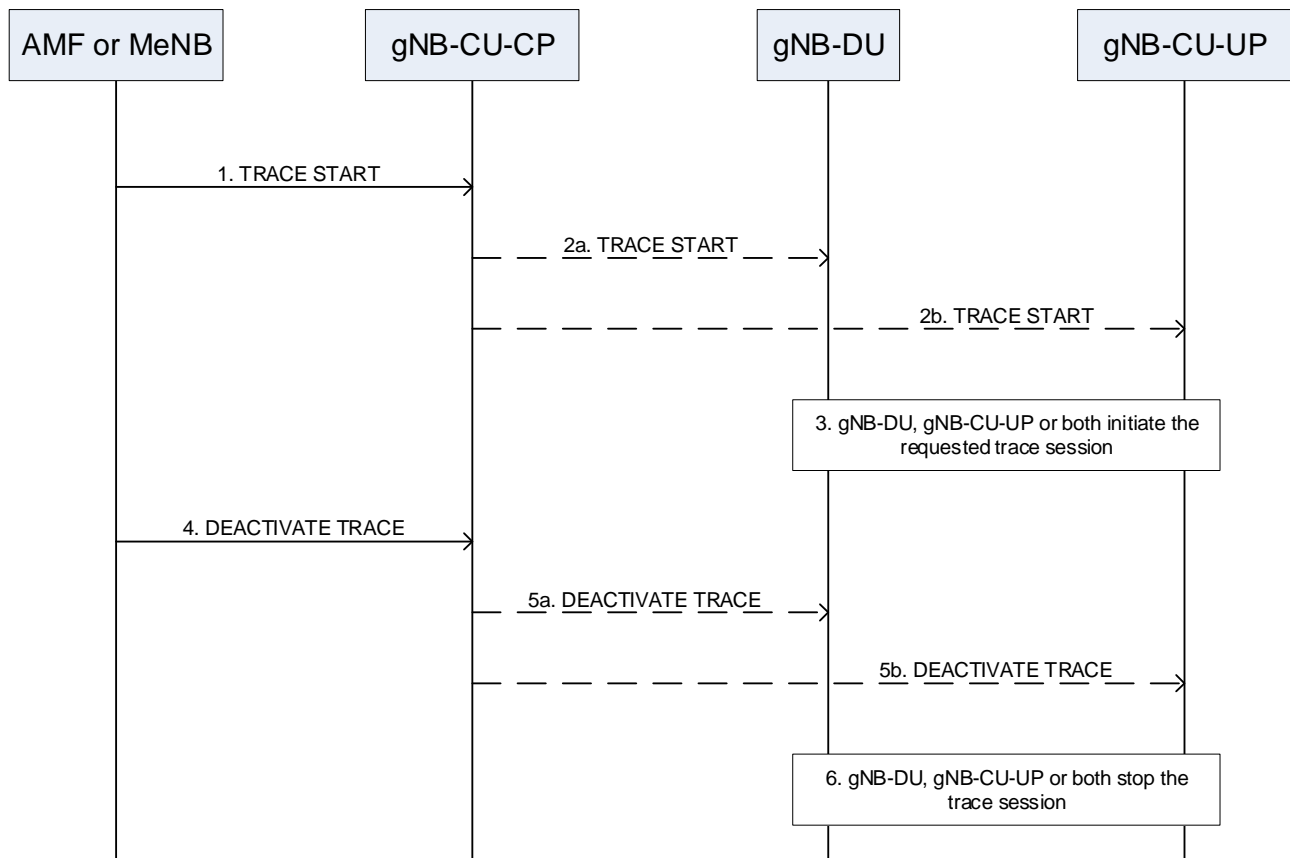 AMF or MeNB
gNB-CU-CP
gNB-DU
gNB-CU-UP
1. TRACE START
2a. TRACE START
2b. TRACE START
3. gNB-DU, gNB-CU-UP or both initiate the
requested trace session
4. DEACTIVATE TRACE
5a. DEACTIVATE TRACE
5b. DEACTIVATE TRACE
6. gNB-DU, gNB-CU-UP or both stop the
trace session